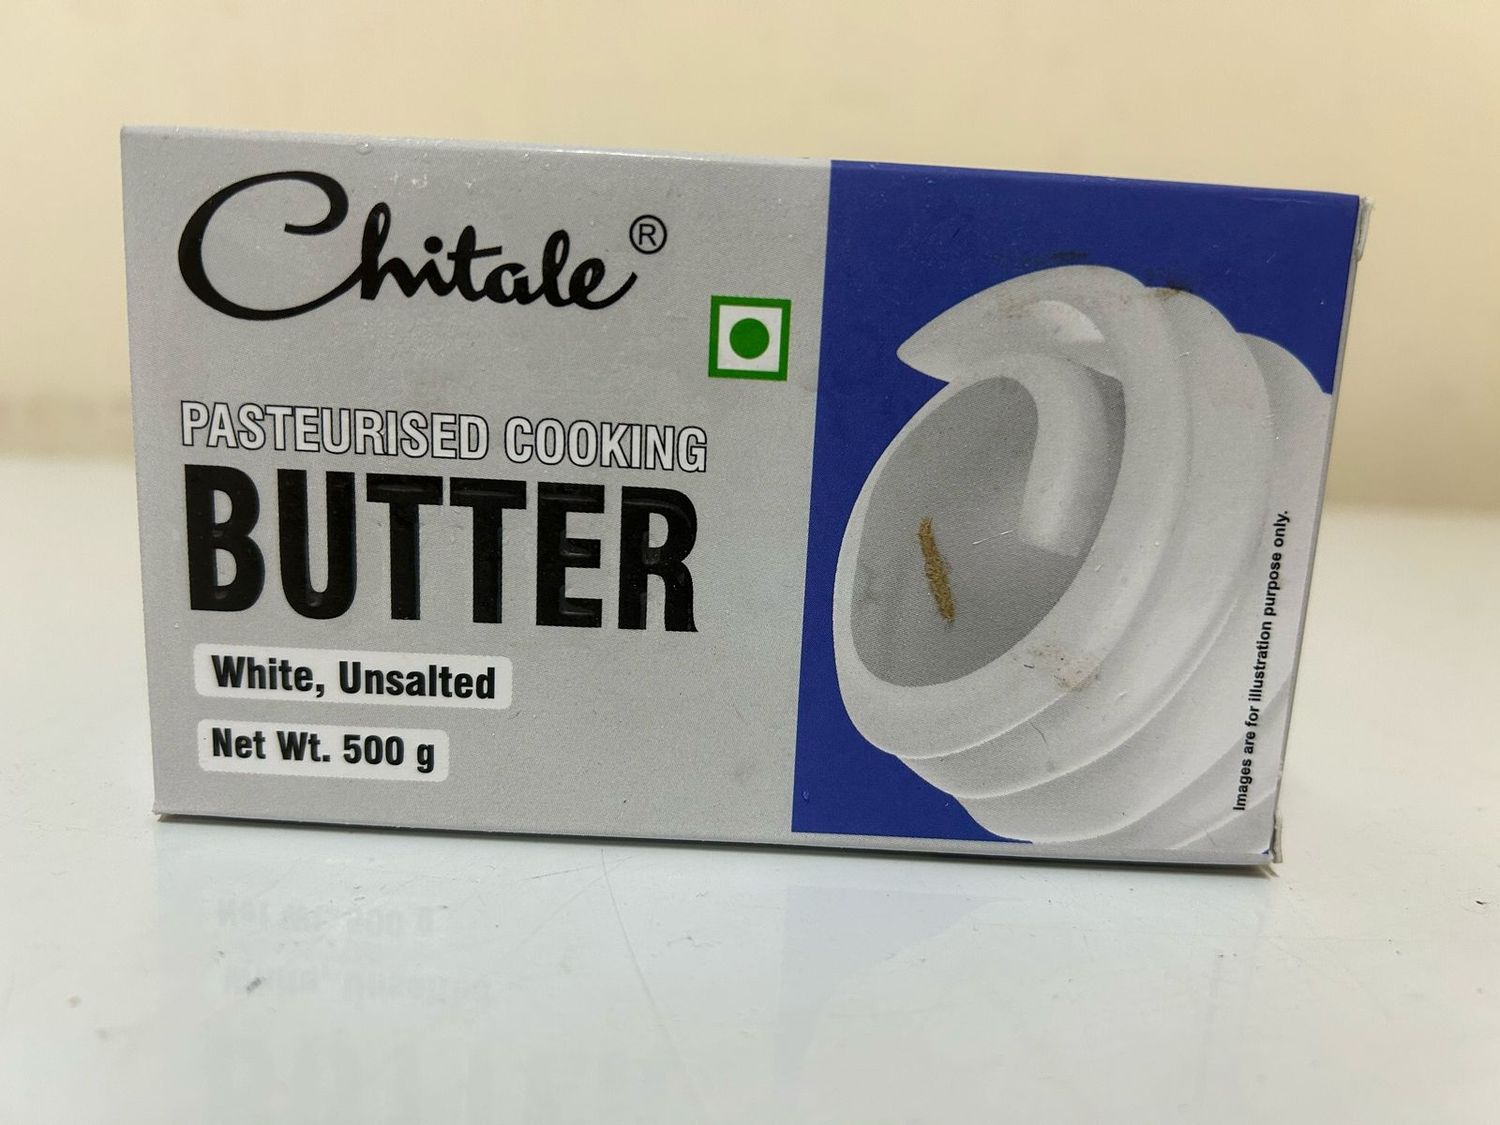 Chitale®
PASTEURISED COOKING
BUTTER
White, Unsalted
Net Wt. 500 g
Images are for illustration purpose only.